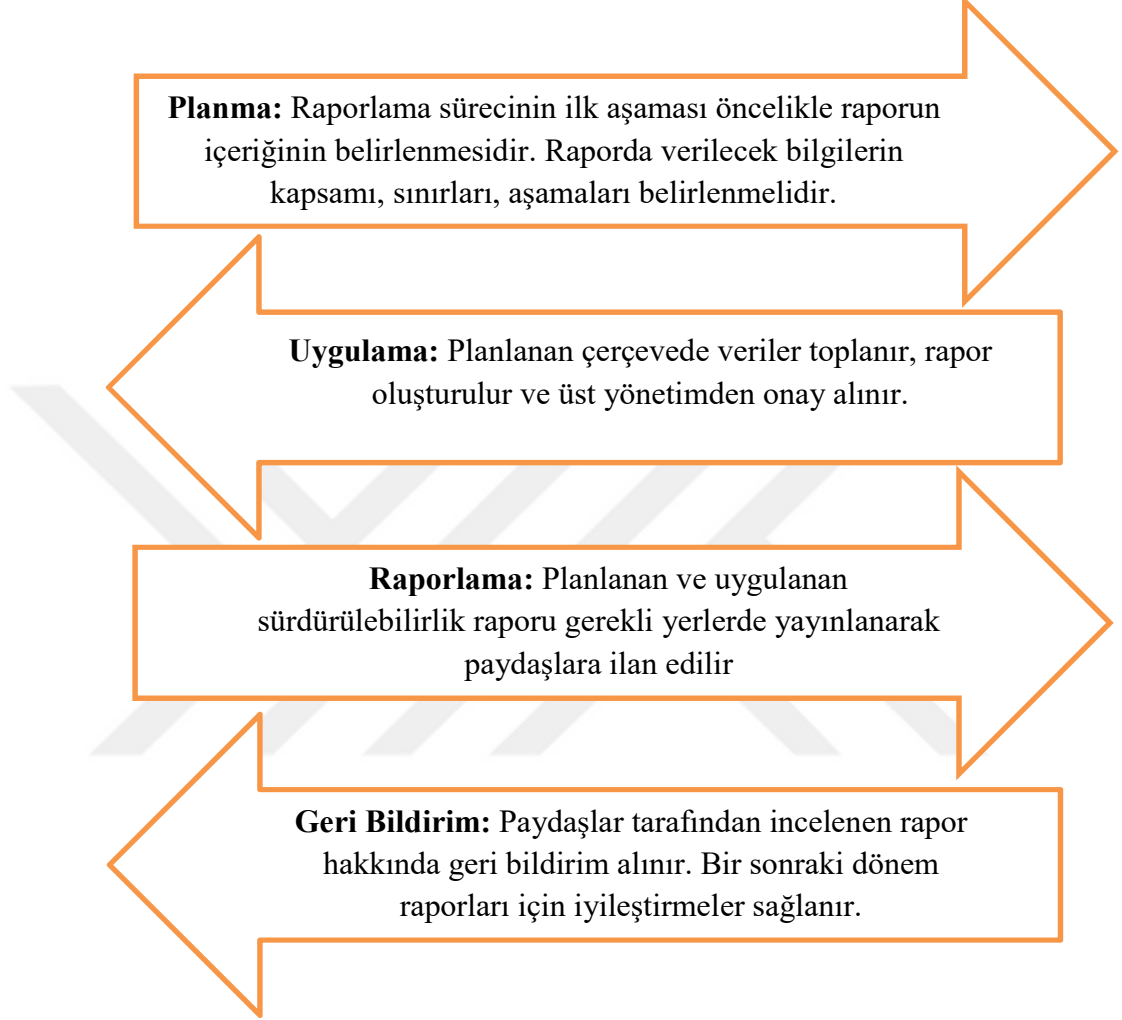 Planma: Raporlama sürecinin ilk aşaması öncelikle raporun
içeriğinin belirlenmesidir. Raporda verilecek bilgilerin
kapsamı, sınırları, aşamaları belirlenmelidir.
Uygulama: Planlanan çerçevede veriler toplanır, rapor
oluşturulur ve üst yönetimden onay alınır.
Raporlama: Planlanan ve uygulanan
sürdürülebilirlik raporu gerekli yerlerde yayınlanarak
paydaşlara ilan edilir
Geri Bildirim: Paydaşlar tarafından incelenen rapor
hakkında geri bildirim alınır. Bir sonraki dönem
raporları için iyileştirmeler sağlanır.